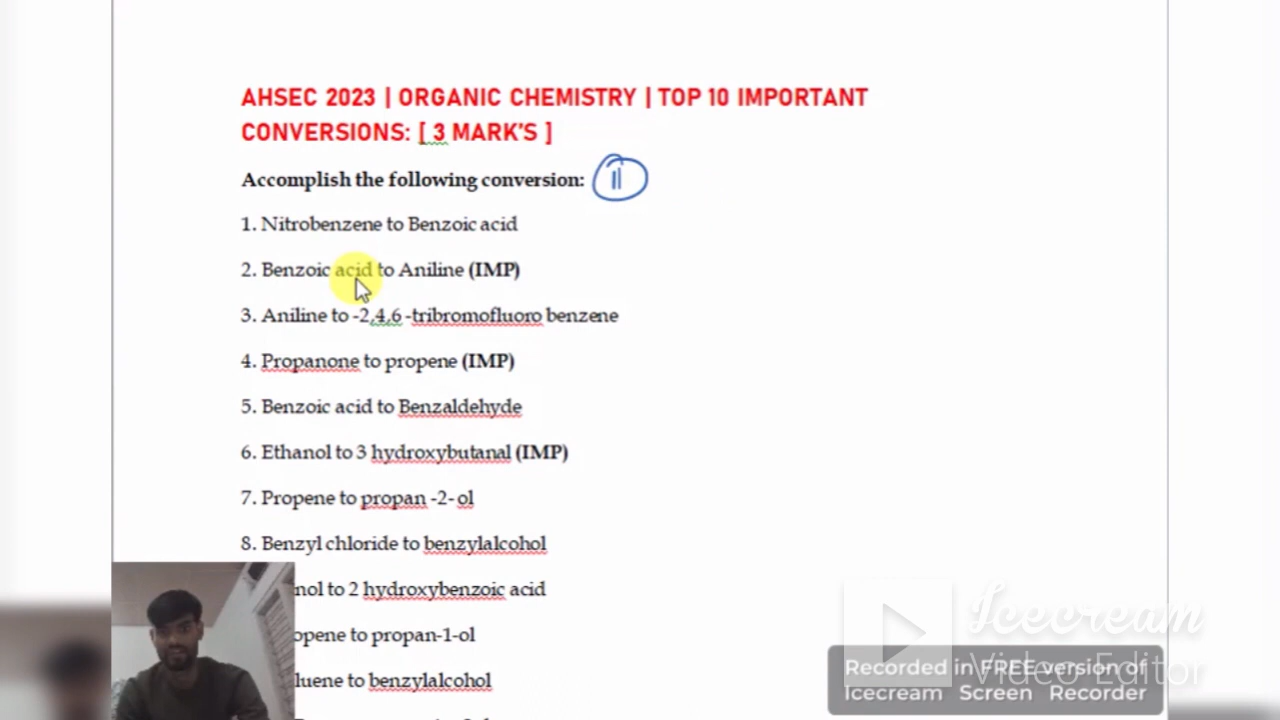 AHSEC 2023 | ORGANIC CHEMISTRY | TOP 10 IMPORTANT
CONVERSIONS: [ 3 MARK'S ]
Accomplish the following conversion: 11
1. Nitrobenzene to Benzoic acid
2. Benzoic acid to Aniline (IMP)
3. Aniline to -2,4,6 -tribromofluoro benzene
4. Propanone to propene (IMP)
5. Benzoic acid to Benzaldehyde
6. Ethanol to 3 hydroxybutanal (IMP)
7. Propene to propan -2- ol
8. Benzyl chloride to benzylalcohol
nol to 2 hydroxybenzoic acid
opene to propan-1-ol
luene to benzylalcohol
Icecream
Video Editor
Recorded in FREE version of
Icecream Screen Recorder